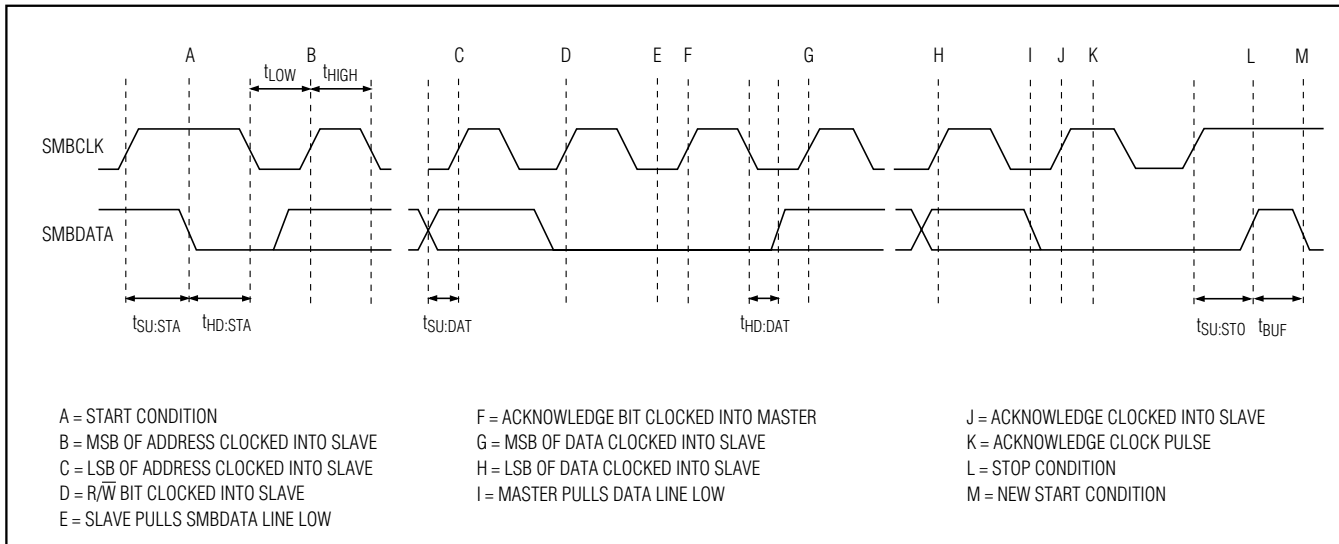 A B C D E F G H I J K L M
tLOW tHIGH
SMBCLK
SMBDATA
tSU:STA tHD:STA tSU:DAT tHD:DAT tSU:STO tBUF
A = START CONDITION
B = MSB OF ADDRESS CLOCKED INTO SLAVE
C = LSB OF ADDRESS CLOCKED INTO SLAVE
D = R/W̅ BIT CLOCKED INTO SLAVE
E = SLAVE PULLS SMBDATA LINE LOW
F = ACKNOWLEDGE BIT CLOCKED INTO MASTER
G = MSB OF DATA CLOCKED INTO SLAVE
H = LSB OF DATA CLOCKED INTO SLAVE
I = MASTER PULLS DATA LINE LOW
J = ACKNOWLEDGE CLOCKED INTO SLAVE
K = ACKNOWLEDGE CLOCK PULSE
L = STOP CONDITION
M = NEW START CONDITION